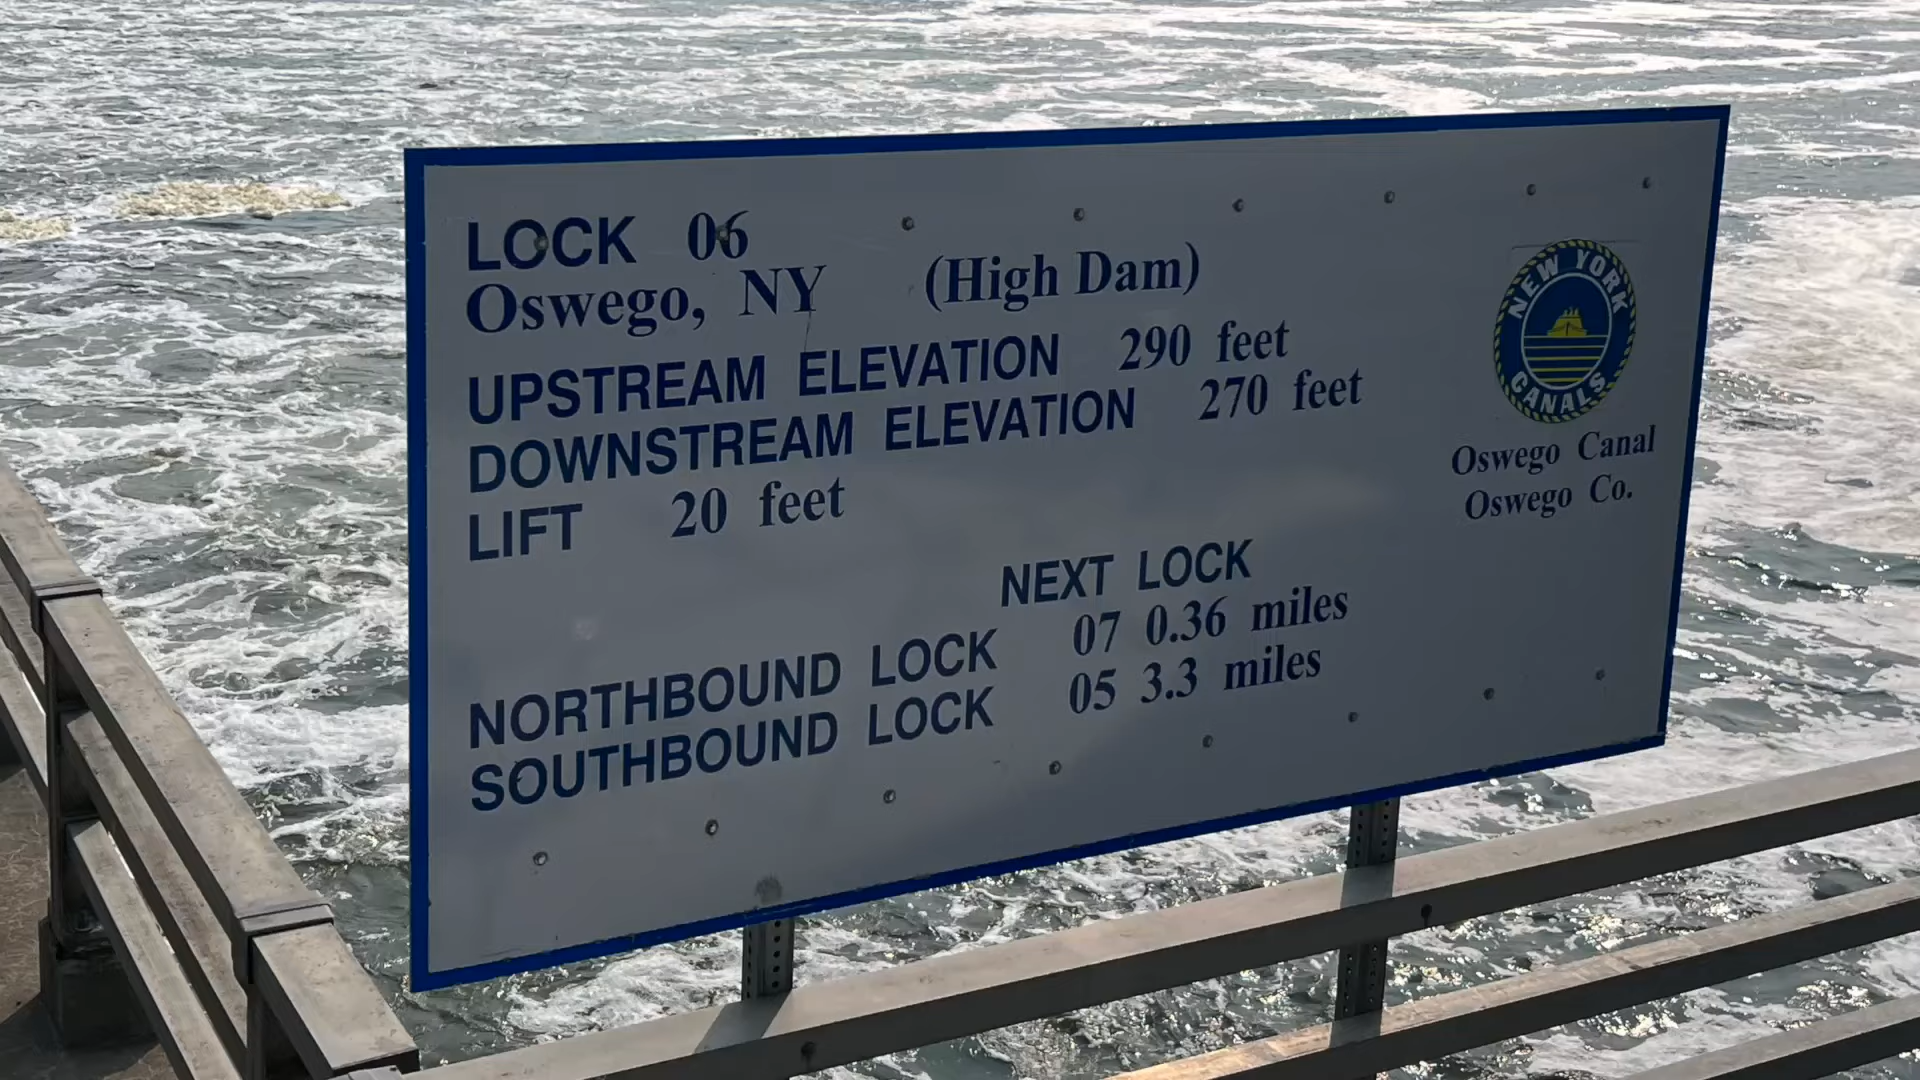 LOCK 06
Oswego, NY (High Dam)
UPSTREAM ELEVATION 290 feet
DOWNSTREAM ELEVATION 270 feet
LIFT 20 feet
NEXT LOCK
NORTHBOUND LOCK 07 0.36 miles
SOUTHBOUND LOCK 05 3.3 miles
NEW YORK
CANALS
Oswego Canal
Oswego Co.